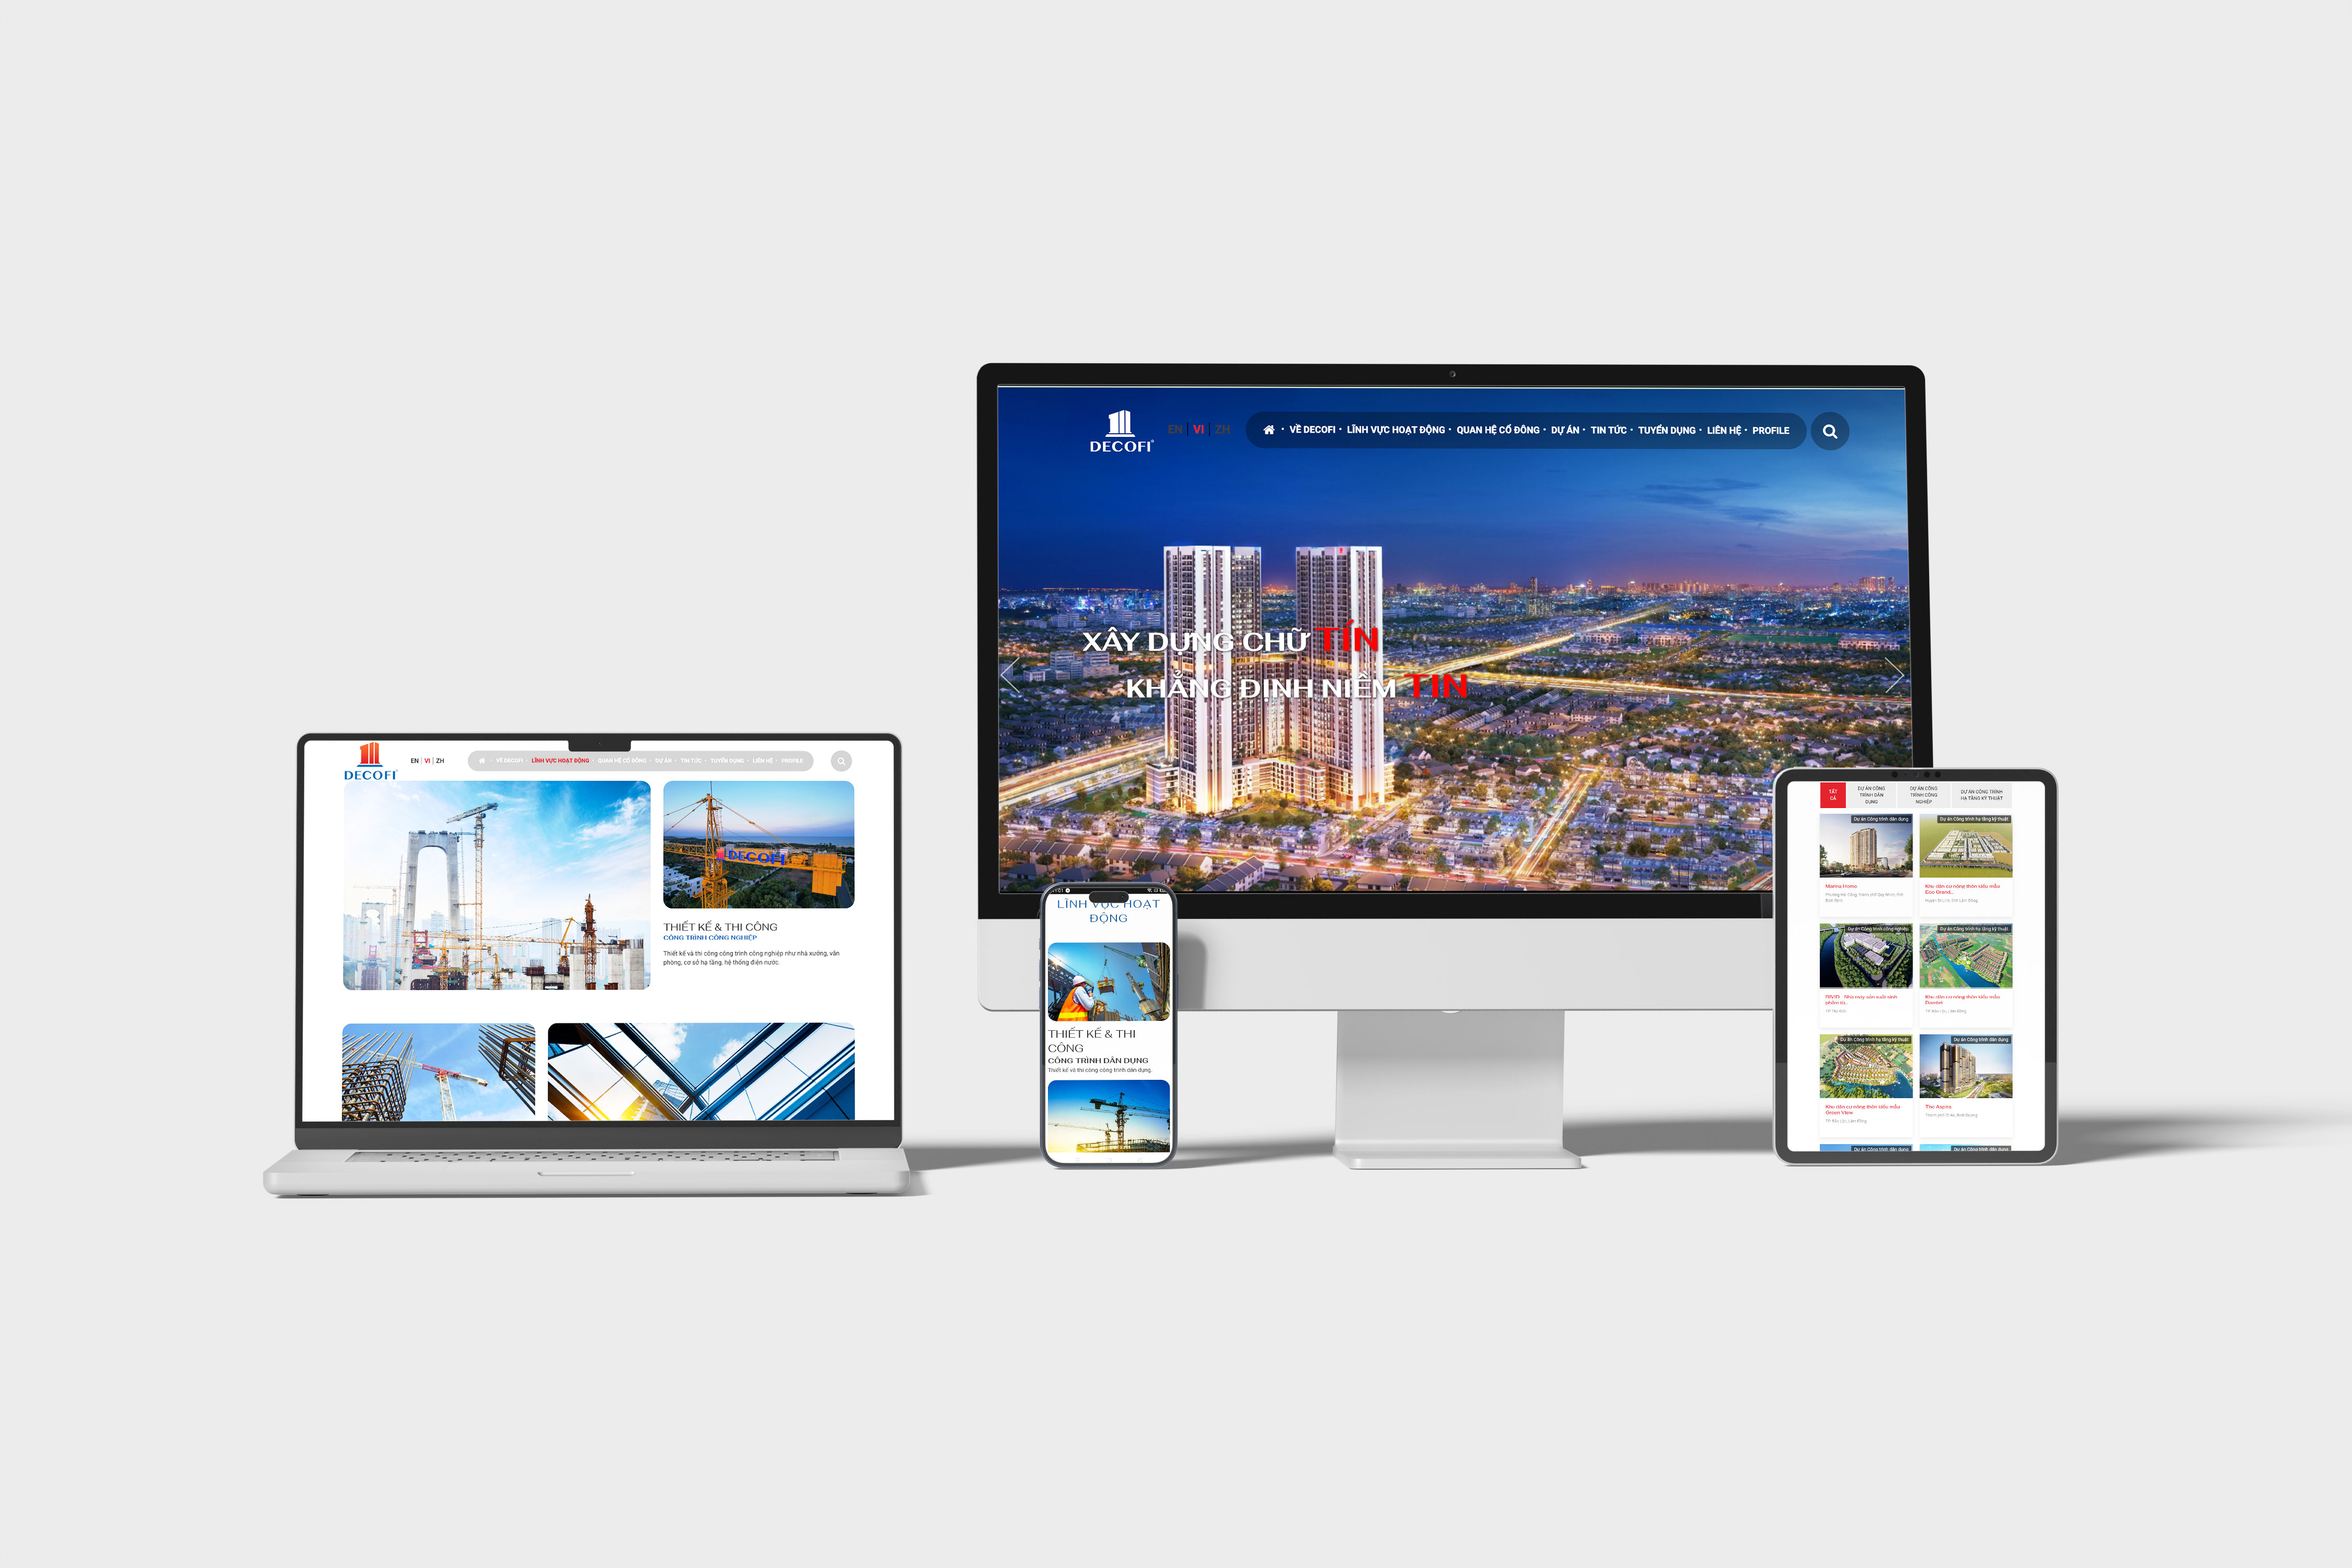 DECOFI
EN | VI | ZH
VỀ DECOFI • LĨNH VỰC HOẠT ĐỘNG • QUAN HỆ CỔ ĐÔNG • DỰ ÁN • TIN TỨC • TUYỂN DỤNG • LIÊN HỆ • PROFILE
XÂY DỰNG CHỮ TÍN
KHẲNG ĐỊNH NIỀM TIN
DECOFI
EN | VI | ZH
VỀ DECOFI • LĨNH VỰC HOẠT ĐỘNG • QUAN HỆ CỔ ĐÔNG • DỰ ÁN • TIN TỨC • TUYỂN DỤNG • LIÊN HỆ • PROFILE
DECOFI
THIẾT KẾ & THI CÔNG
CÔNG TRÌNH CÔNG NGHIỆP
Thiết kế và thi công công trình công nghiệp như nhà xưởng, văn
phòng, cơ sở hạ tầng, hệ thống điện nước.
LĨNH VỰC HOẠT
ĐỘNG
THIẾT KẾ & THI
CÔNG
CÔNG TRÌNH DÂN DỤNG
Thiết kế và thi công công trình dân dụng.
TẤT
CẢ
DỰ ÁN CÔNG
TRÌNH DÂN
DỤNG
DỰ ÁN CÔNG
TRÌNH CÔNG
NGHIỆP
DỰ ÁN CÔNG TRÌNH
HẠ TẦNG KỸ THUẬT
Dự án Công trình dân dụng
Marina Home
Dự án Công trình hạ tầng kỹ thuật
Khu dân cư nông thôn kiểu mẫu
Eco Grand...
Dự án Công trình công nghiệp
Dự án Công trình hạ tầng kỹ thuật
Khu dân cư nông thôn kiểu mẫu
Dự án Công trình hạ tầng kỹ thuật
Khu dân cư nông thôn kiểu mẫu
Green View
TP. Bảo Lộc, Lâm Đồng
Dự án Công trình dân dụng
The Aspira
Dự án Công trình dân dụng
Dự án Công trình dân dụng